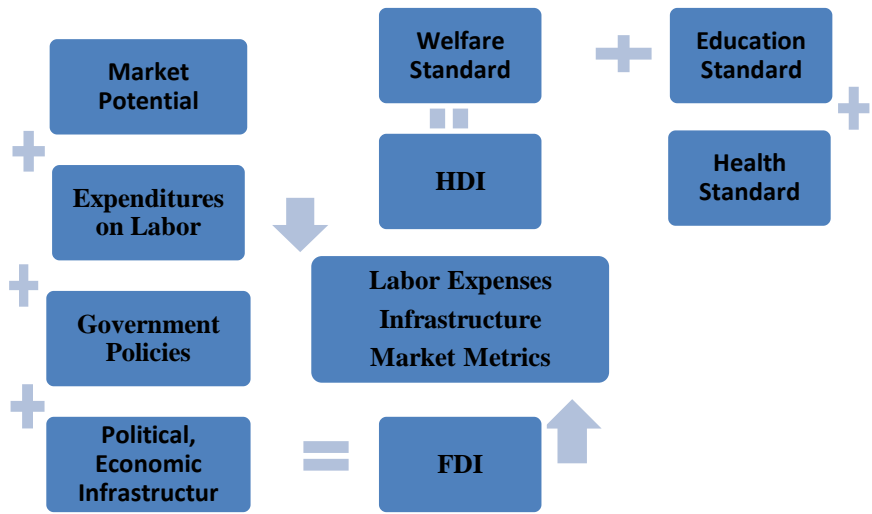 Market
Potential
Expenditures
on Labor
Government
Policies
Political,
Economic
Infrastructur
Welfare
Standard
Education
Standard
Health
Standard
HDI
Labor Expenses
Infrastructure
Market Metrics
FDI